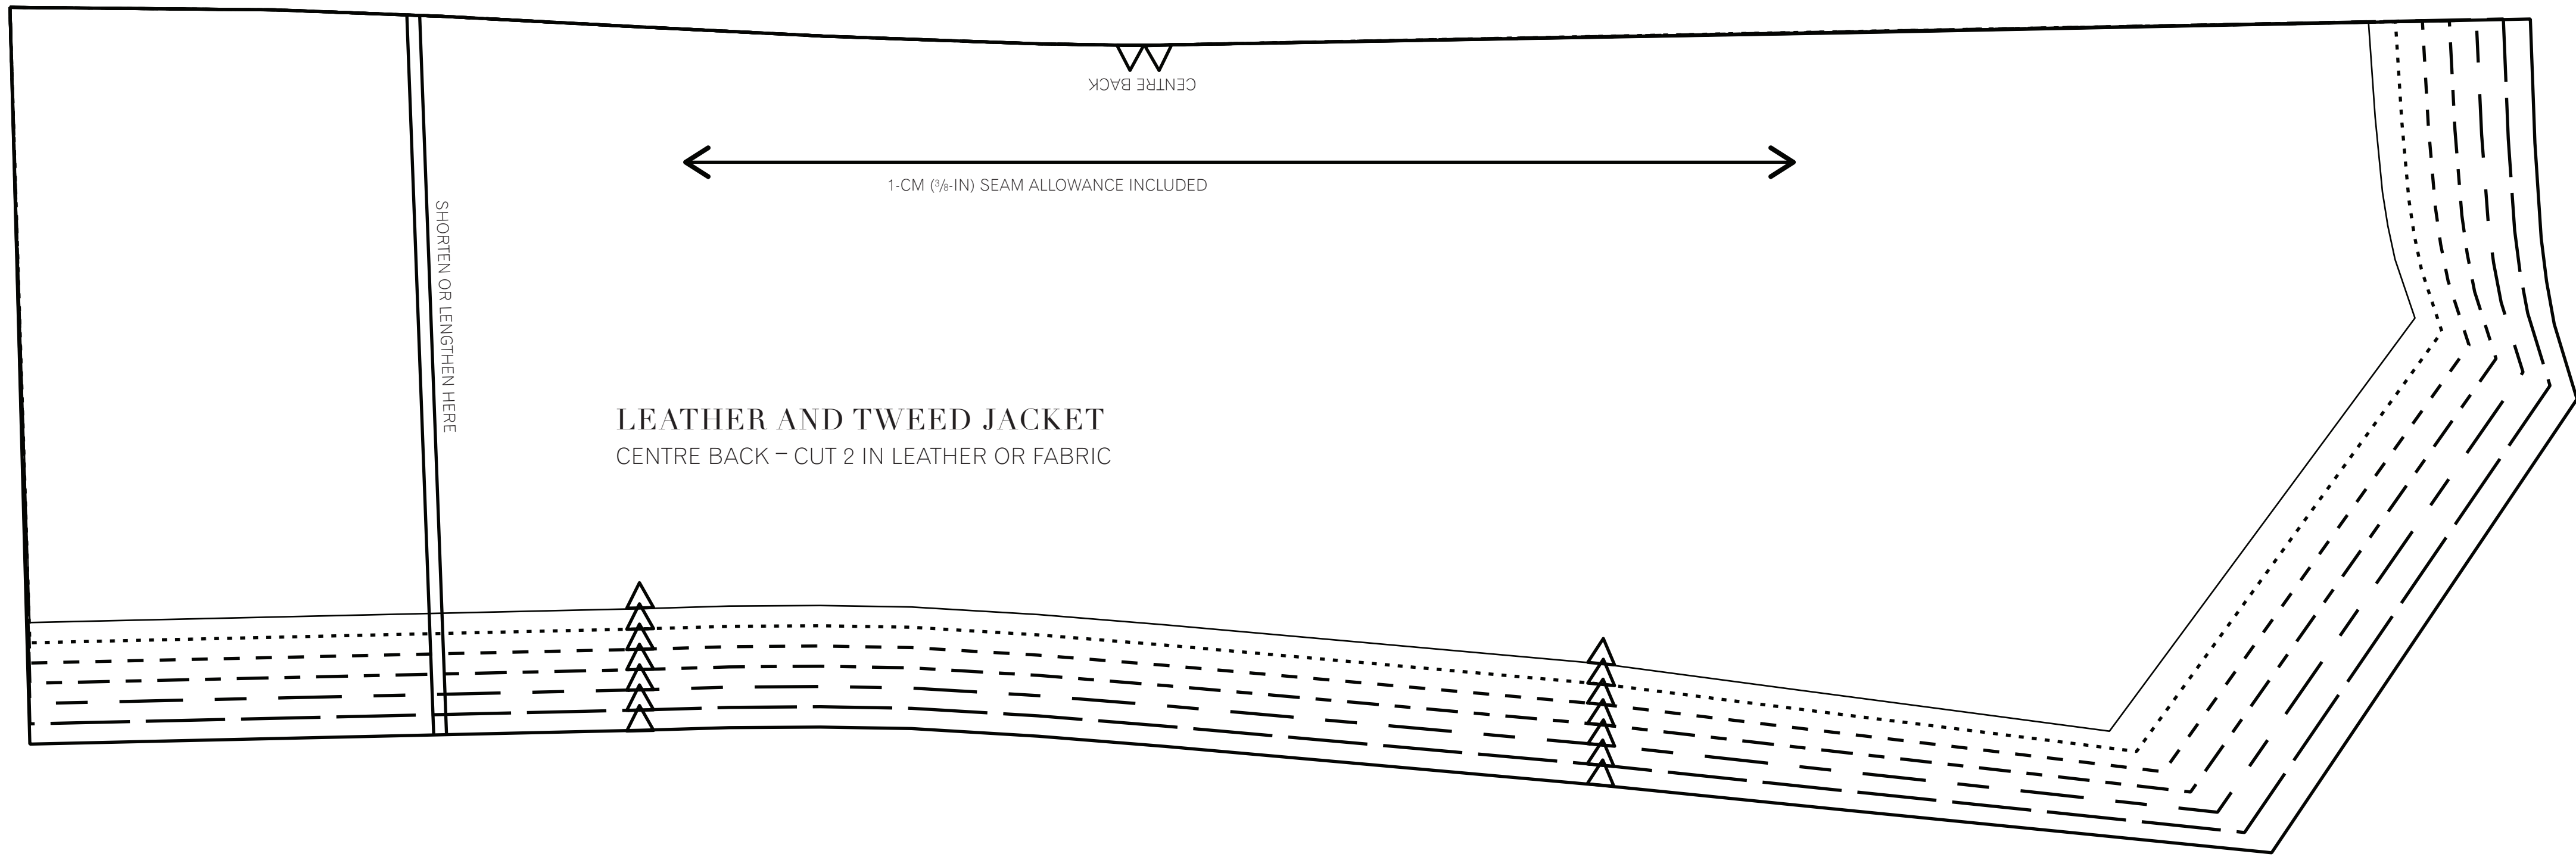 CENTRE BACK
1-CM (3/8-IN) SEAM ALLOWANCE INCLUDED
SHORTEN OR LENGTHEN HERE
LEATHER AND TWEED JACKET
CENTRE BACK – CUT 2 IN LEATHER OR FABRIC